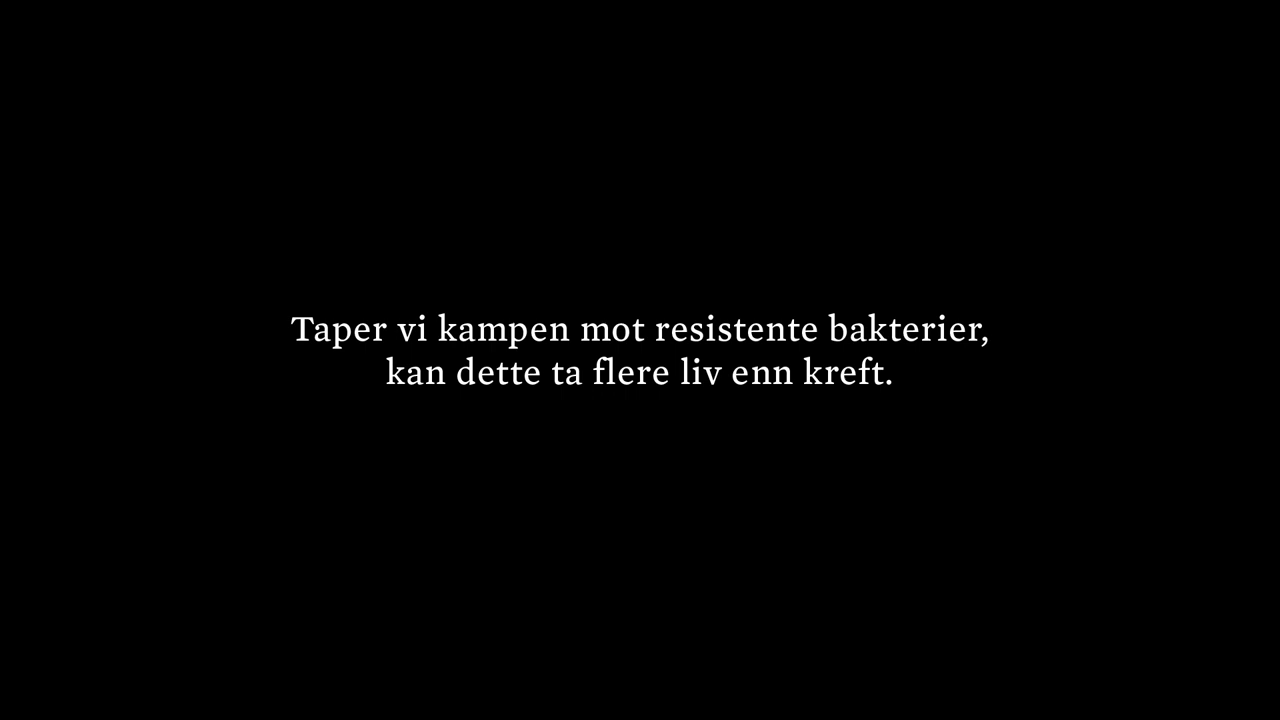 Taper vi kampen mot resistente bakterier,
kan dette ta flere liv enn kreft.